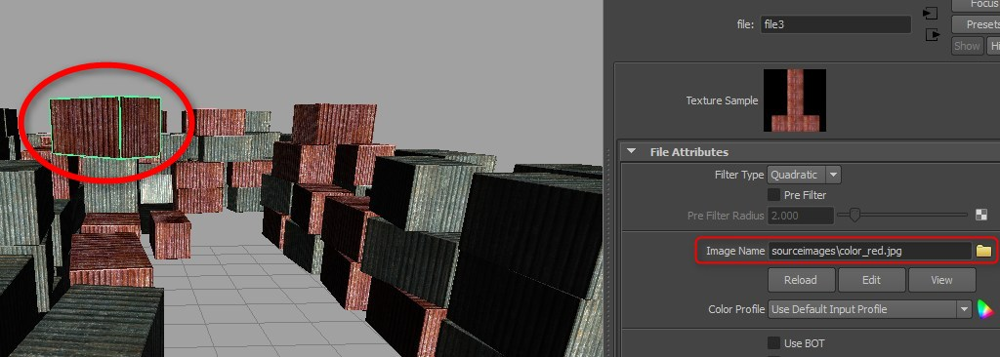 Focus
file: file3
Presets
Show
Texture Sample
File Attributes
Filter Type Quadratic
Pre Filter
Pre Filter Radius 2.000
Image Name sourceimages\color_red.jpg
Reload Edit View
Color Profile Use Default Input Profile
Use BOT